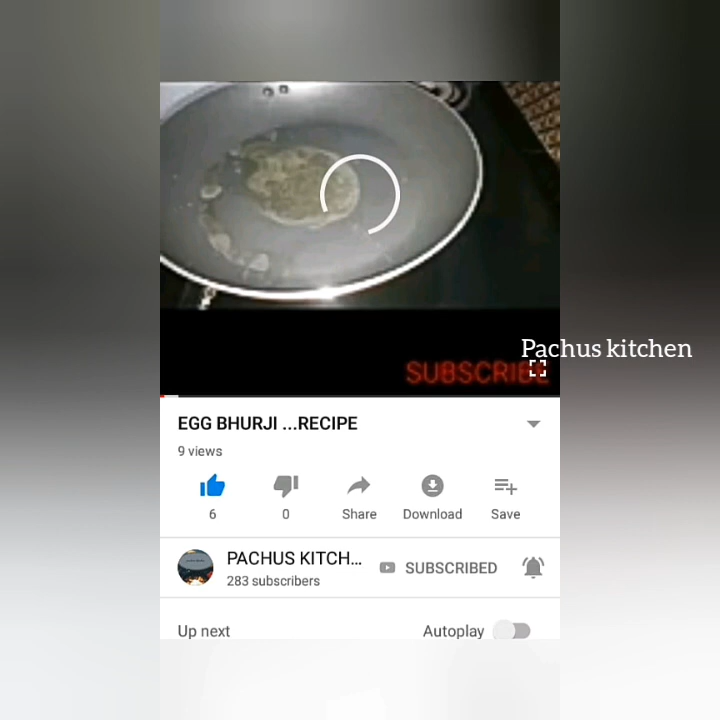 Pachus kitchen
SUBSCRIBE
EGG BHURJI ...RECIPE
9 views
6
0
Share
Download
Save
PACHUS KITCH...
SUBSCRIBED
283 subscribers
Up next
Autoplay